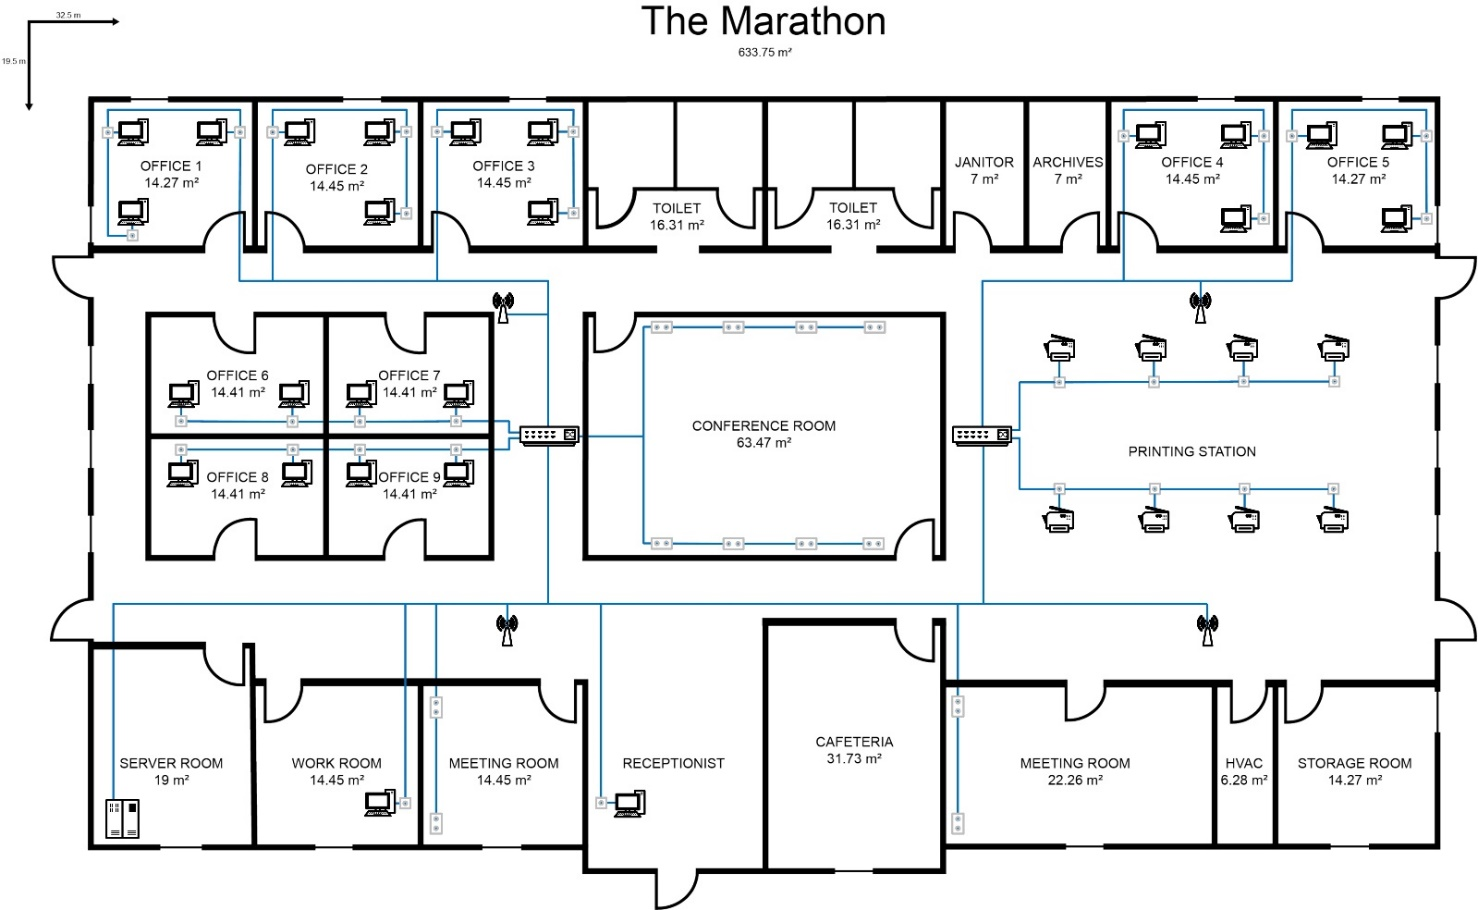 The Marathon
633.75 m²
32.5 m
19.5 m
OFFICE 1
14.27 m²
OFFICE 2
14.45 m²
OFFICE 3
14.45 m²
TOILET
16.31 m²
TOILET
16.31 m²
JANITOR
7 m²
ARCHIVES
7 m²
OFFICE 4
14.45 m²
OFFICE 5
14.27 m²
OFFICE 6
14.41 m²
OFFICE 7
14.41 m²
CONFERENCE ROOM
63.47 m²
PRINTING STATION
OFFICE 8
14.41 m²
OFFICE 9
14.41 m²
SERVER ROOM
19 m²
WORK ROOM
14.45 m²
MEETING ROOM
14.45 m²
RECEPTIONIST
CAFETERIA
31.73 m²
MEETING ROOM
22.26 m²
HVAC
6.28 m²
STORAGE ROOM
14.27 m²